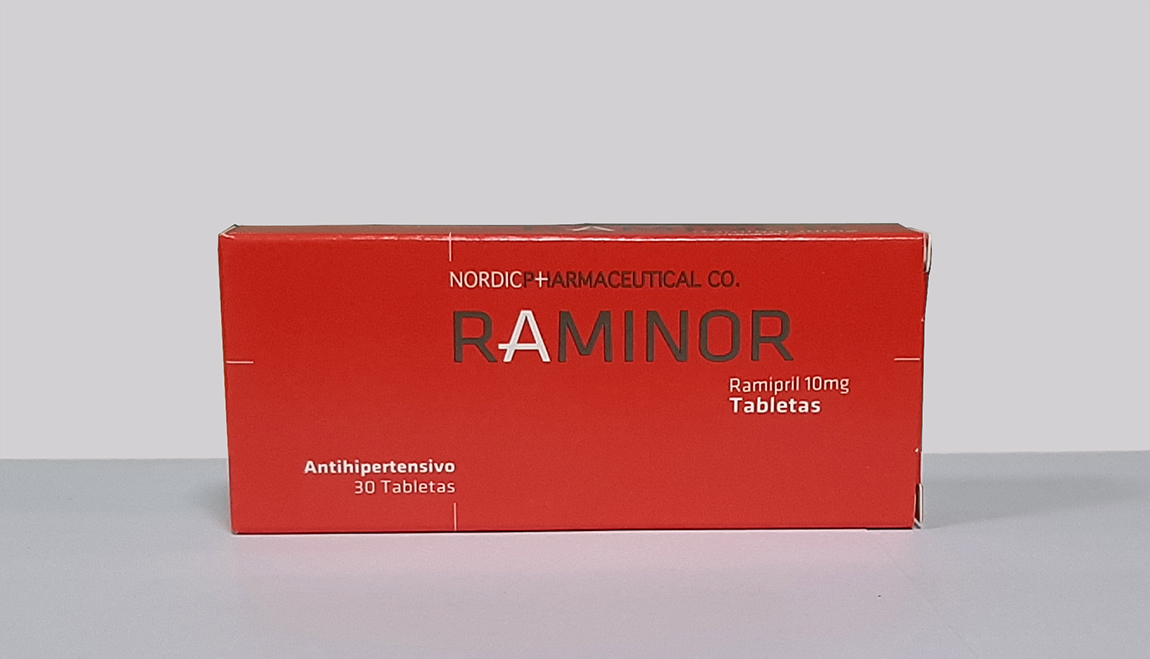 NORDICPHARMACEUTICAL CO.
RAMINOR
Ramipril 10mg
Tabletas
Antihipertensivo
30 Tabletas